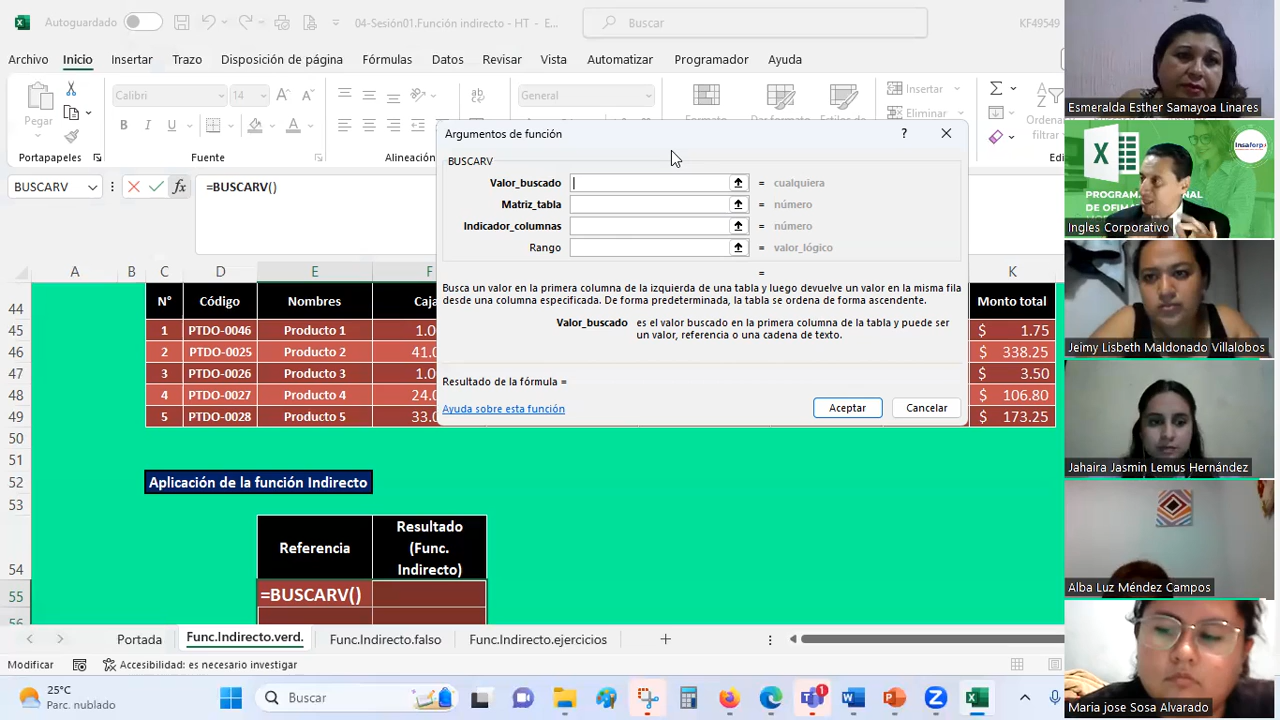 Autoguardado
04-Sesión01.Función indirecto - HT - E...
Buscar
KF49549
Archivo Inicio Insertar Trazo Disposición de página Fórmulas Datos Revisar Vista Automatizar Programador Ayuda
Pegar
Portapapeles
Calibri 14
N K S
Fuente
ab
Alineación
General
Insertar
Eliminar
Ordenar
filtrar
BUSCARV
fx
=BUSCARV()
Argumentos de función
? ×
BUSCARV
Valor_buscado = cualquiera
Matriz_tabla = número
Indicador_columnas = número
Rango = valor_lógico
=
Busca un valor en la primera columna de la izquierda de una tabla y luego devuelve un valor en la misma fila
desde una columna especificada. De forma predeterminada, la tabla se ordena de forma ascendente.
Valor_buscado es el valor buscado en la primera columna de la tabla y puede ser
un valor, referencia o una cadena de texto.
Resultado de la fórmula =
Ayuda sobre esta función
Aceptar Cancelar
A B C D E F K
44 N° Código Nombres Monto total
45 1 PTDO-0046 Producto 1 $ 1.75
46 2 PTDO-0025 Producto 2 $ 338.25
47 3 PTDO-0026 Producto 3 $ 3.50
48 4 PTDO-0027 Producto 4 $ 106.80
49 5 PTDO-0028 Producto 5 $ 173.25
50
51
52 Aplicación de la función Indirecto
53
54 Referencia Resultado
(Func.
Indirecto)
55 =BUSCARV()
56
Portada Func.Indirecto.verd. Func.Indirecto.falso Func.Indirecto.ejercicios +
Modificar Accesibilidad: es necesario investigar
25°C
Parc. nublado
Buscar
1
Esmeralda Esther Samayoa Linares
Insaforp
OFIMA
Ingles Corporativo
Jeimy Lisbeth Maldonado Villalobos
Jahaira Jasmin Lemus Hernández
Alba Luz Méndez Campos
Maria jose Sosa Alvarado